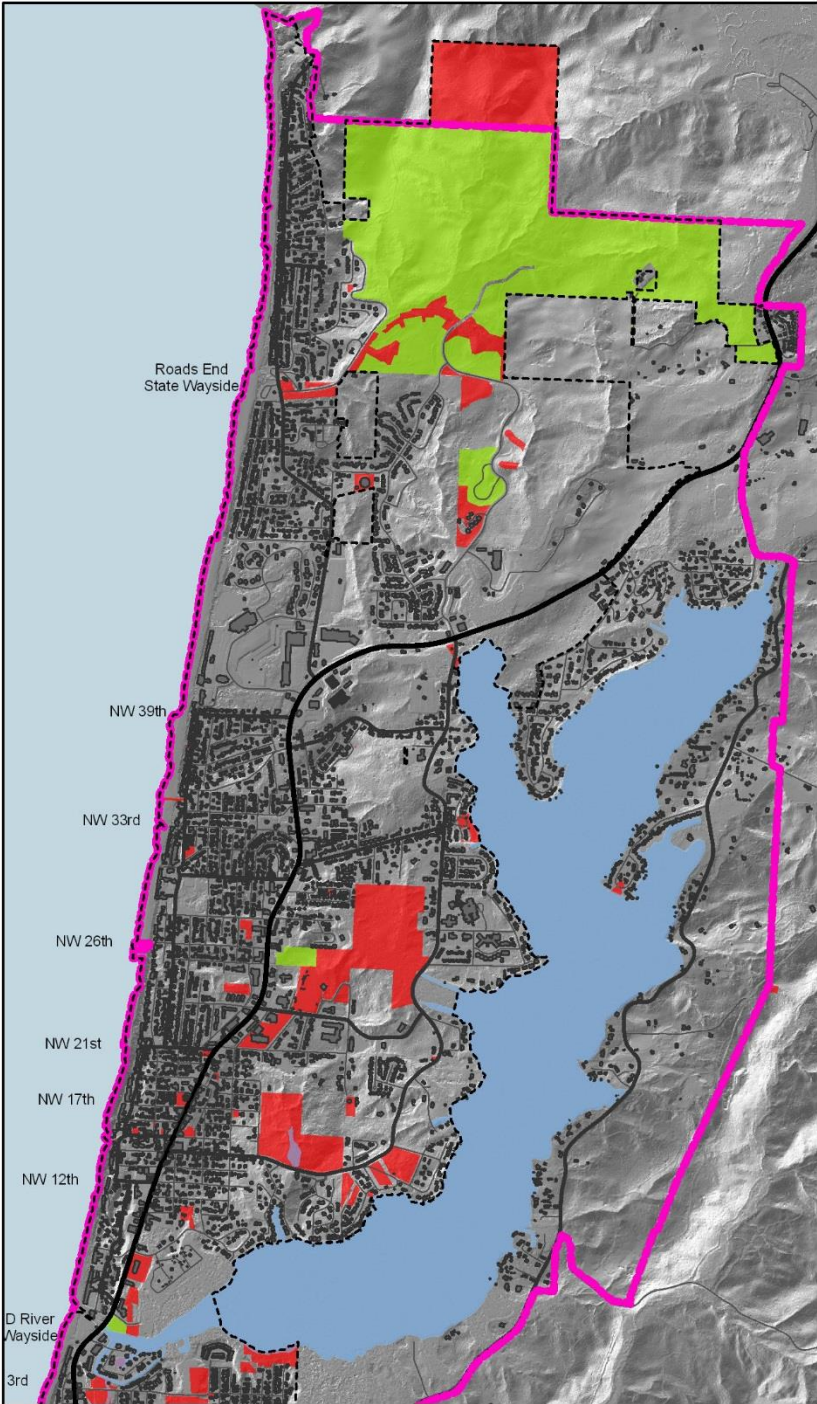 Roads End
State Wayside
NW 39th
NW 33rd
NW 26th
NW 21st
NW 17th
NW 12th
D River
Wayside
3rd